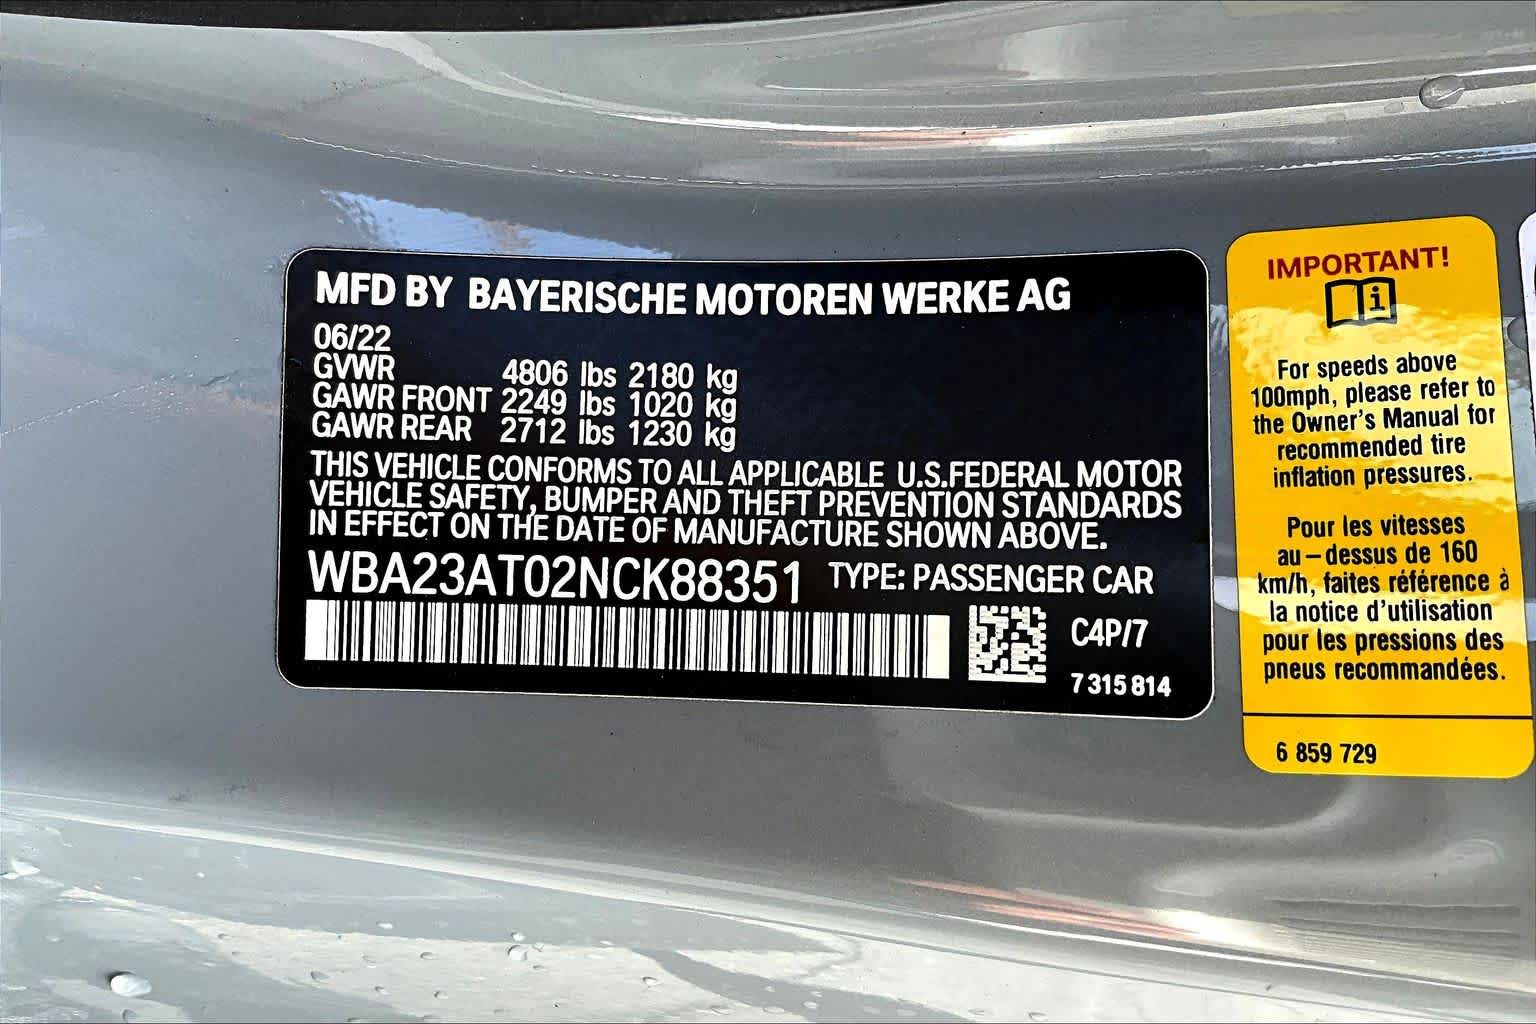 MFD BY BAYERISCHE MOTOREN WERKE AG
06/22
GVWR 4806 lbs 2180 kg
GAWR FRONT 2249 lbs 1020 kg
GAWR REAR 2712 lbs 1230 kg
THIS VEHICLE CONFORMS TO ALL APPLICABLE U.S.FEDERAL MOTOR
VEHICLE SAFETY, BUMPER AND THEFT PREVENTION STANDARDS
IN EFFECT ON THE DATE OF MANUFACTURE SHOWN ABOVE.
WBA23AT02NCK88351 TYPE: PASSENGER CAR
C4P/7
7 315 814
IMPORTANT!
i
For speeds above
100mph, please refer to
the Owner's Manual for
recommended tire
inflation pressures.
Pour les vitesses
au-dessus de 160
km/h, faites référence à
la notice d'utilisation
pour les pressions des
pneus recommandées.
6 859 729